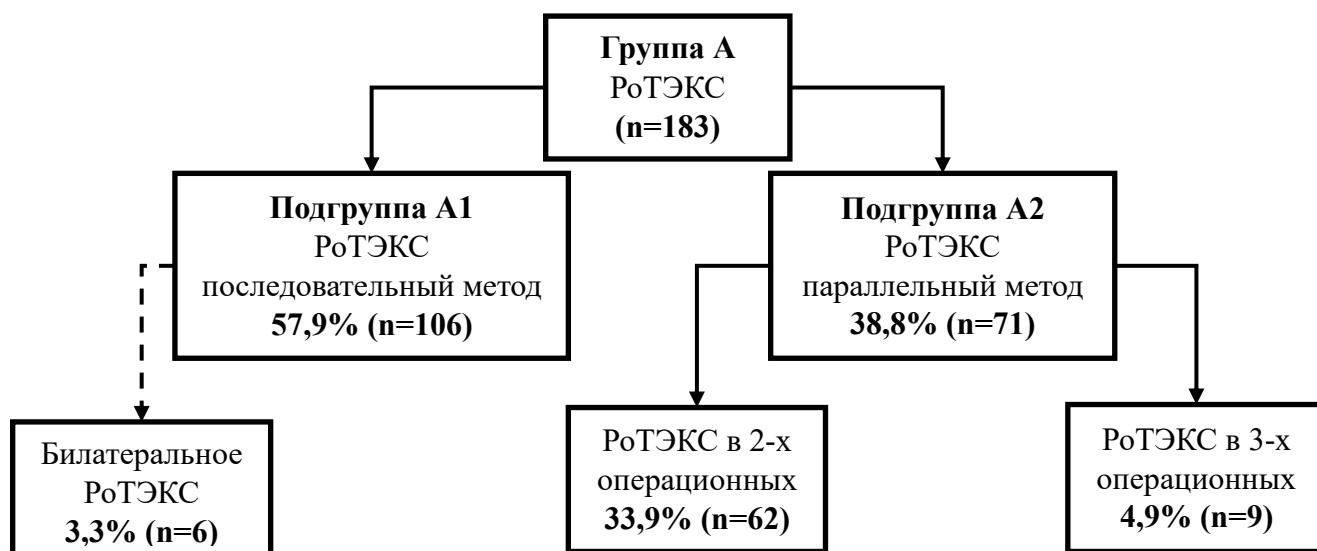 Группа А
РоТЭКС
(n=183)
Подгруппа А1
РоТЭКС
последовательный метод
57,9% (n=106)
Подгруппа А2
РоТЭКС
параллельный метод
38,8% (n=71)
Билатеральное
РоТЭКС
3,3% (n=6)
РоТЭКС в 2-х
операционных
33,9% (n=62)
РоТЭКС в 3-х
операционных
4,9% (n=9)